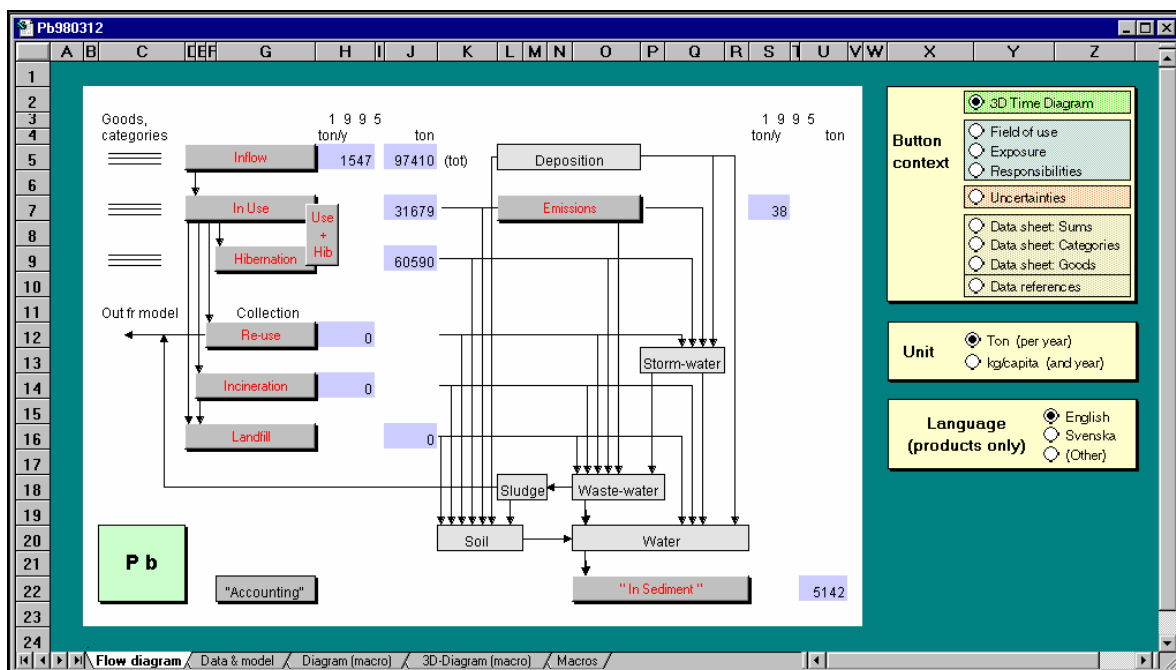 Pb980312
A B C D E F G H I J K L M N O P Q R S T U V W X Y Z
1
2
3 Goods, 1 9 9 5 1 9 9 5
4 categories ton/y ton ton/y ton
5 Inflow 1547 97410 (tot) Deposition
6
7 In Use 31679 Emissions 38
Use
+
Hib
8
9 Hibernation 60590
10
11 Out fr model Collection
12 Re-use 0
13 Storm-water
14 Incineration 0
15
16 Landfill 0
17
18 Sludge Waste-water
19
20 Soil Water
21 P b
22 "Accounting" " In Sediment " 5142
23
24
Button
context
3D Time Diagram
Field of use
Exposure
Responsibilities
Uncertainties
Data sheet: Sums
Data sheet: Categories
Data sheet: Goods
Data references
Unit
Ton (per year)
kg/capita (and year)
Language
(products only)
English
Svenska
(Other)
Flow diagram Data & model Diagram (macro) 3D-Diagram (macro) Macros